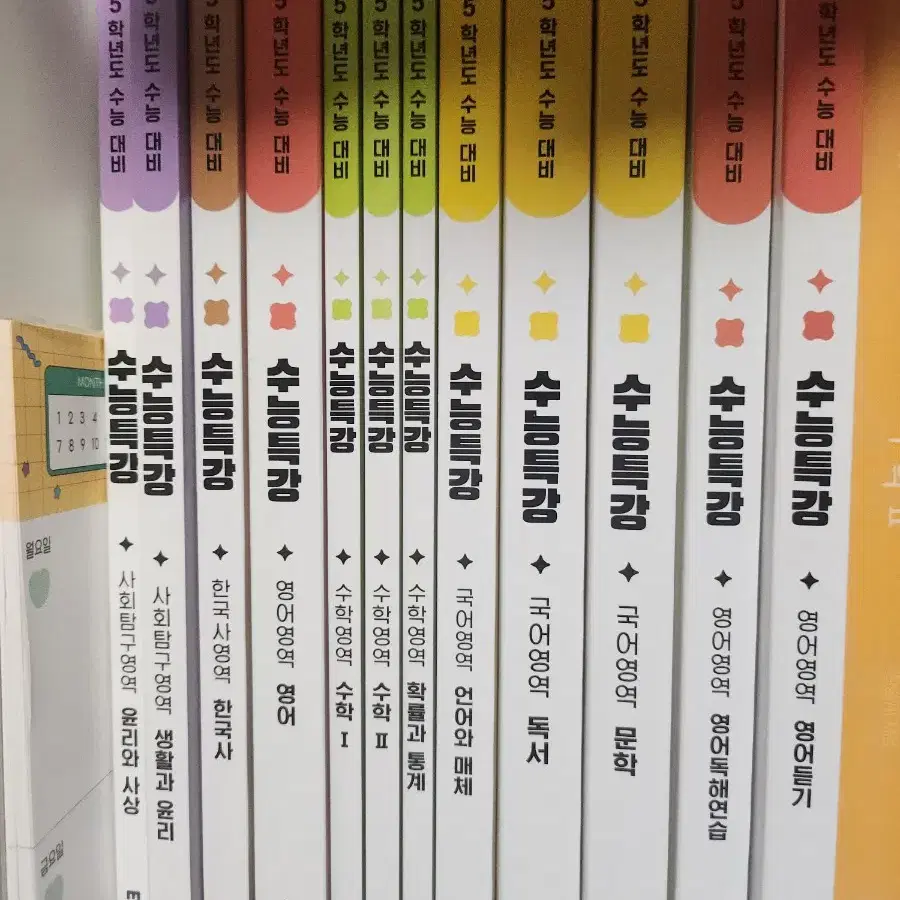 MONTH
1 2 3 4
7 8 9 10
월요일
금요일
5학년도 수능 대비
수능특강
사회탐구영역 윤리와 사상
5학년도 수능 대비
수능특강
사회탐구영역 생활과 윤리
5학년도 수능 대비
수능특강
한국사영역 한국사
5학년도 수능 대비
수능특강
영어영역 영어
5학년도 수능 대비
수능특강
수학영역 수학 I
5학년도 수능 대비
수능특강
수학영역 수학 II
5학년도 수능 대비
수능특강
수학영역 확률과 통계
5학년도 수능 대비
수능특강
국어영역 언어와 매체
5학년도 수능 대비
수능특강
국어영역 독서
5학년도 수능 대비
수능특강
국어영역 문학
5학년도 수능 대비
수능특강
영어영역 영어독해연습
학년도 수능 대비
수능특강
영어영역 영어듣기